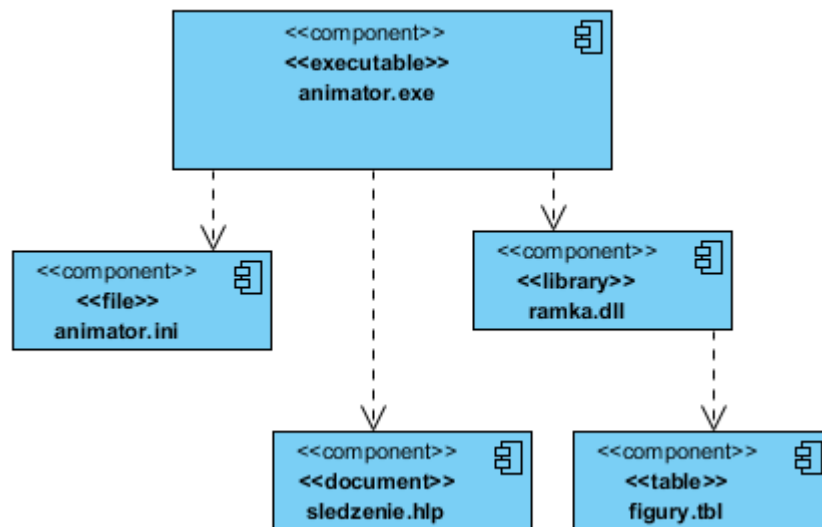 <<component>>
<<executable>>
animator.exe
<<component>>
<<file>>
animator.ini
<<component>>
<<library>>
ramka.dll
<<component>>
<<document>>
sledzenie.hlp
<<component>>
<<table>>
figury.tbl